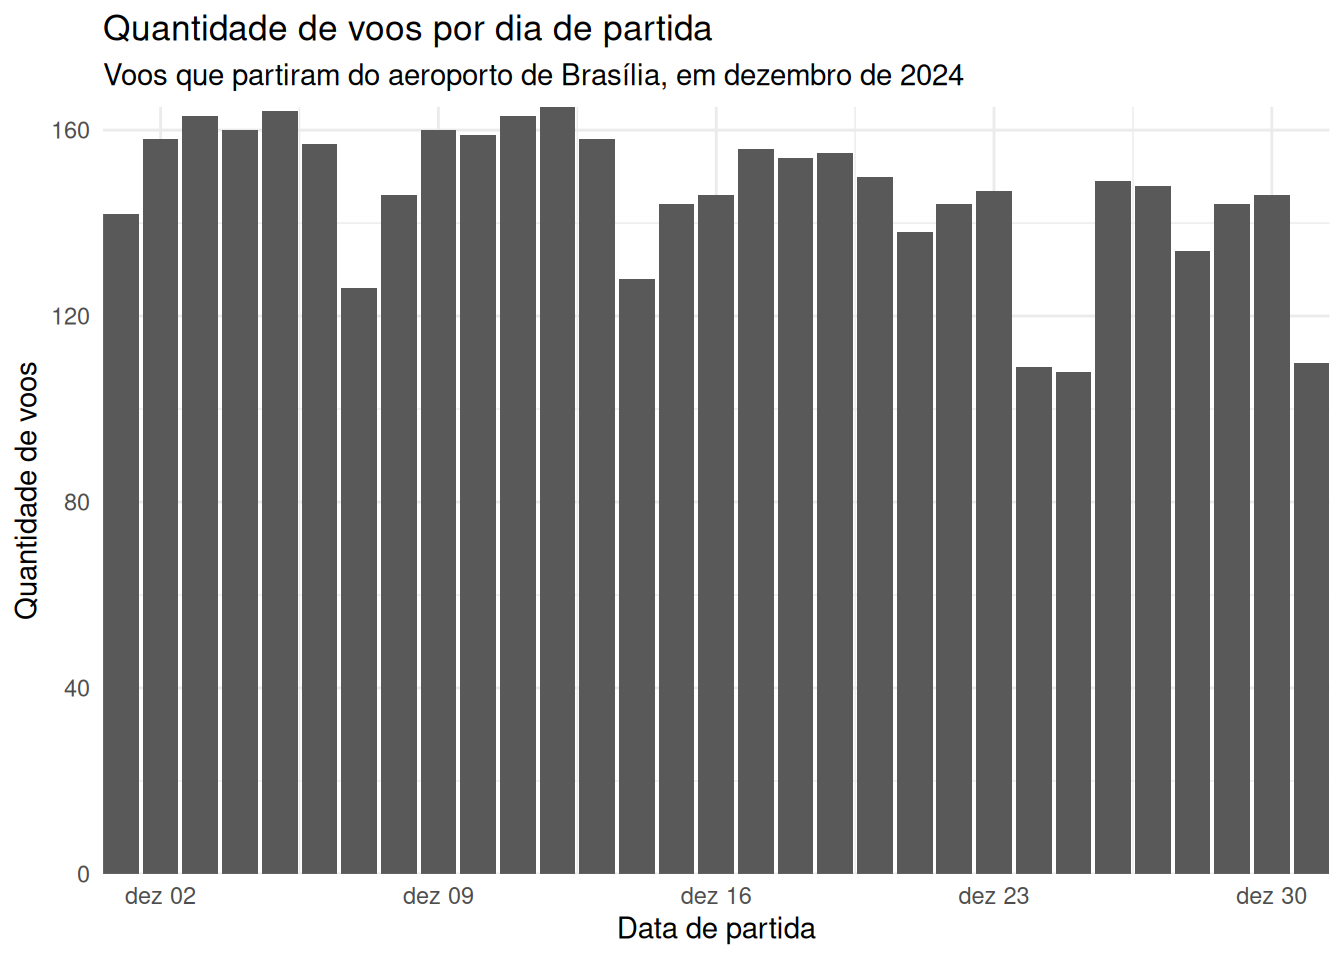 Quantidade de voos por dia de partida
Voos que partiram do aeroporto de Brasília, em dezembro de 2024
Quantidade de voos
160
120
80
40
0
dez 02 dez 09 dez 16 dez 23 dez 30
Data de partida